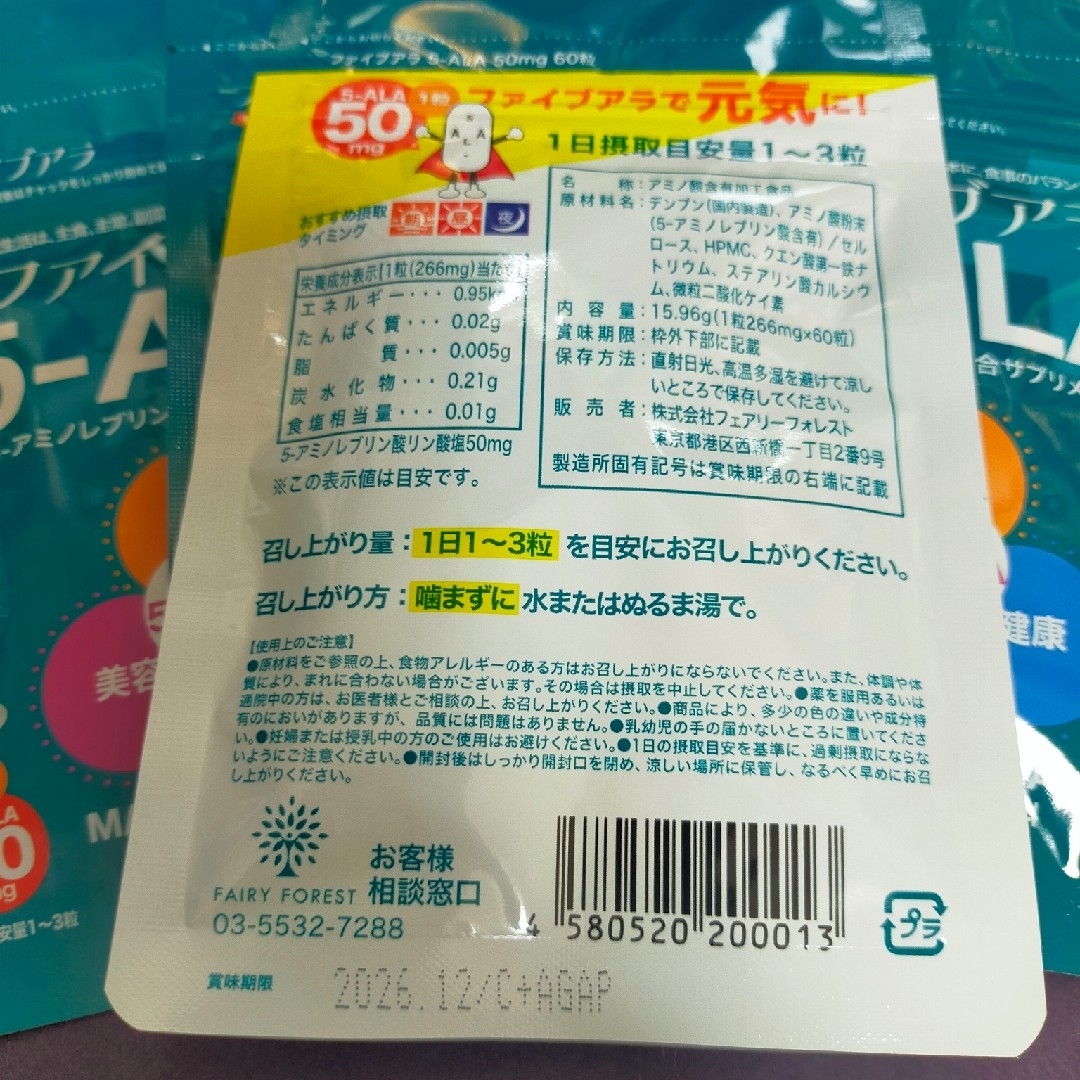 ファイブアラ 5-ALA 50mg 60粒
5-ALA
50
mg
1粒
ファイブアラで元気に!
1日摂取目安量1〜3粒
おすすめ摂取
タイミング
朝 昼 夜
栄養成分表示[1粒(266mg)当た
エネルギー・・・0.95k
たんぱく質・・・0.02g
脂質・・・0.005g
炭水化物・・・0.21g
食塩相当量・・・0.01g
5-アミノレブリン酸リン酸塩50mg
※この表示値は目安です。
名称:アミノ酸含有加工食品
原材料名:デンプン(国内製造)、アミノ酸粉末
(5-アミノレブリン酸含有)/セル
ロース、HPMC、クエン酸第一鉄ナ
トリウム、ステアリン酸カルシウ
ム、微粒二酸化ケイ素
内容量:15.96g(1粒266mg×60粒)
賞味期限:枠外下部に記載
保存方法:直射日光、高温多湿を避けて涼し
いところで保存してください。
販売者:株式会社フェアリーフォレスト
東京都港区西新橋一丁目2番9号
製造所固有記号は賞味期限の右端に記載
召し上がり量:1日1〜3粒を目安にお召し上がりください。
召し上がり方:噛まずに水またはぬるま湯で。
【使用上のご注意】
●原材料をご参照の上、食物アレルギーのある方はお召し上がりにならないでください。また、体調や体
質により、まれに合わない場合がございます。その場合は摂取を中止してください。●薬を服用あるいは
通院中の方は、お医者様とご相談の上、お召し上がりください。●商品により、多少の色の違いや成分特
有のにおいがありますが、品質には問題はありません。●乳幼児の手の届かないところに置いてくださ
い。●妊婦または授乳中の方のご使用はお避けください。●1日の摂取目安を基準に、過剰摂取にならな
いようにご注意ください。●開封後はしっかり開封口を閉め、涼しい場所に保管し、なるべく早めにお召
し上がりください。
FAIRY FOREST
お客様
相談窓口
03-5532-7288
4 580520 200013
プラ
賞味期限
2026.12/C+AGAP
ブアラ
ファイ
5-A
-アミノレブリン
美容
MA
安量1〜3粒
ブア
LA
合サプリメ
健康